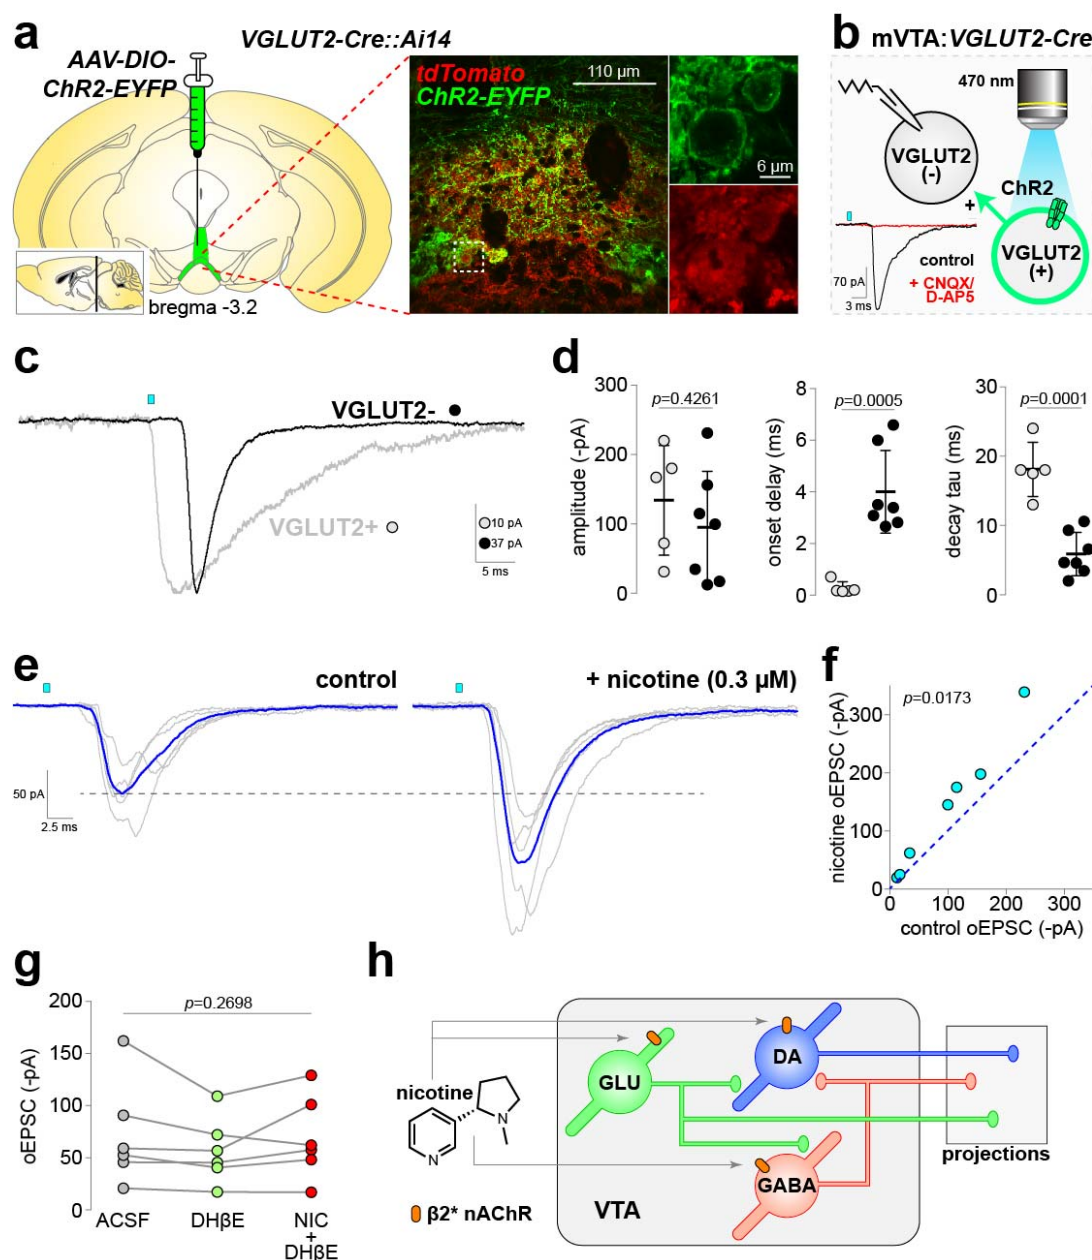 a
AAV-DIO-
ChR2-EYFP
VGLUT2-Cre::Ai14
tdTomato
ChR2-EYFP
110 µm
6 µm
bregma -3.2
b
mVTA:VGLUT2-Cre
470 nm
VGLUT2
(-)
ChR2
+
VGLUT2
(+)
control
+ CNQX/
D-AP5
70 pA
3 ms
c
VGLUT2-
VGLUT2+
10 pA
37 pA
5 ms
d
amplitude (-pA)
300
200
100
0
p=0.4261
onset delay (ms)
8
6
4
2
0
p=0.0005
decay tau (ms)
30
20
10
0
p=0.0001
e
control
+ nicotine (0.3 µM)
50 pA
2.5 ms
f
p=0.0173
nicotine oEPSC (-pA)
300
200
100
0
0 100 200 300
control oEPSC (-pA)
g
p=0.2698
oEPSC (-pA)
200
150
100
50
0
ACSF DHβE NIC
+
DHβE
h
nicotine
N
N
β2* nAChR
GLU
DA
GABA
VTA
projections